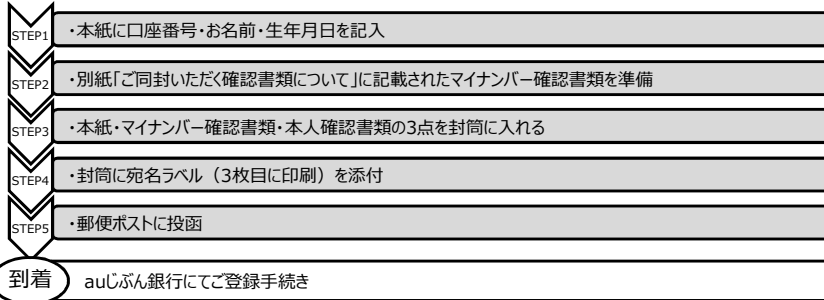 STEP1 ・本紙に口座番号・お名前・生年月日を記入
STEP2 ・別紙「ご同封いただく確認書類について」に記載されたマイナンバー確認書類を準備
STEP3 ・本紙・マイナンバー確認書類・本人確認書類の3点を封筒に入れる
STEP4 ・封筒に宛名ラベル（3枚目に印刷）を添付
STEP5 ・郵便ポストに投函
到着 auじぶん銀行にてご登録手続き